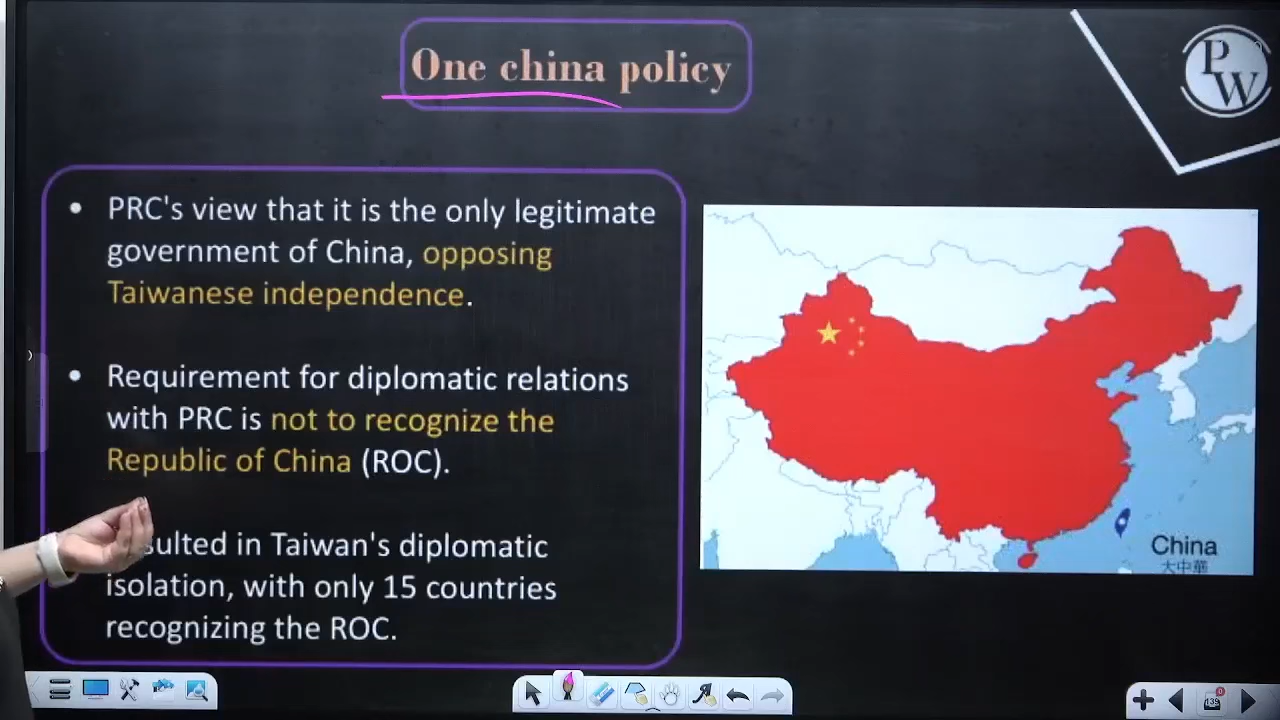 One china policy
PW
• PRC's view that it is the only legitimate
government of China, opposing
Taiwanese independence.
• Requirement for diplomatic relations
with PRC is not to recognize the
Republic of China (ROC).
sulted in Taiwan's diplomatic
isolation, with only 15 countries
recognizing the ROC.
China
大中華
139